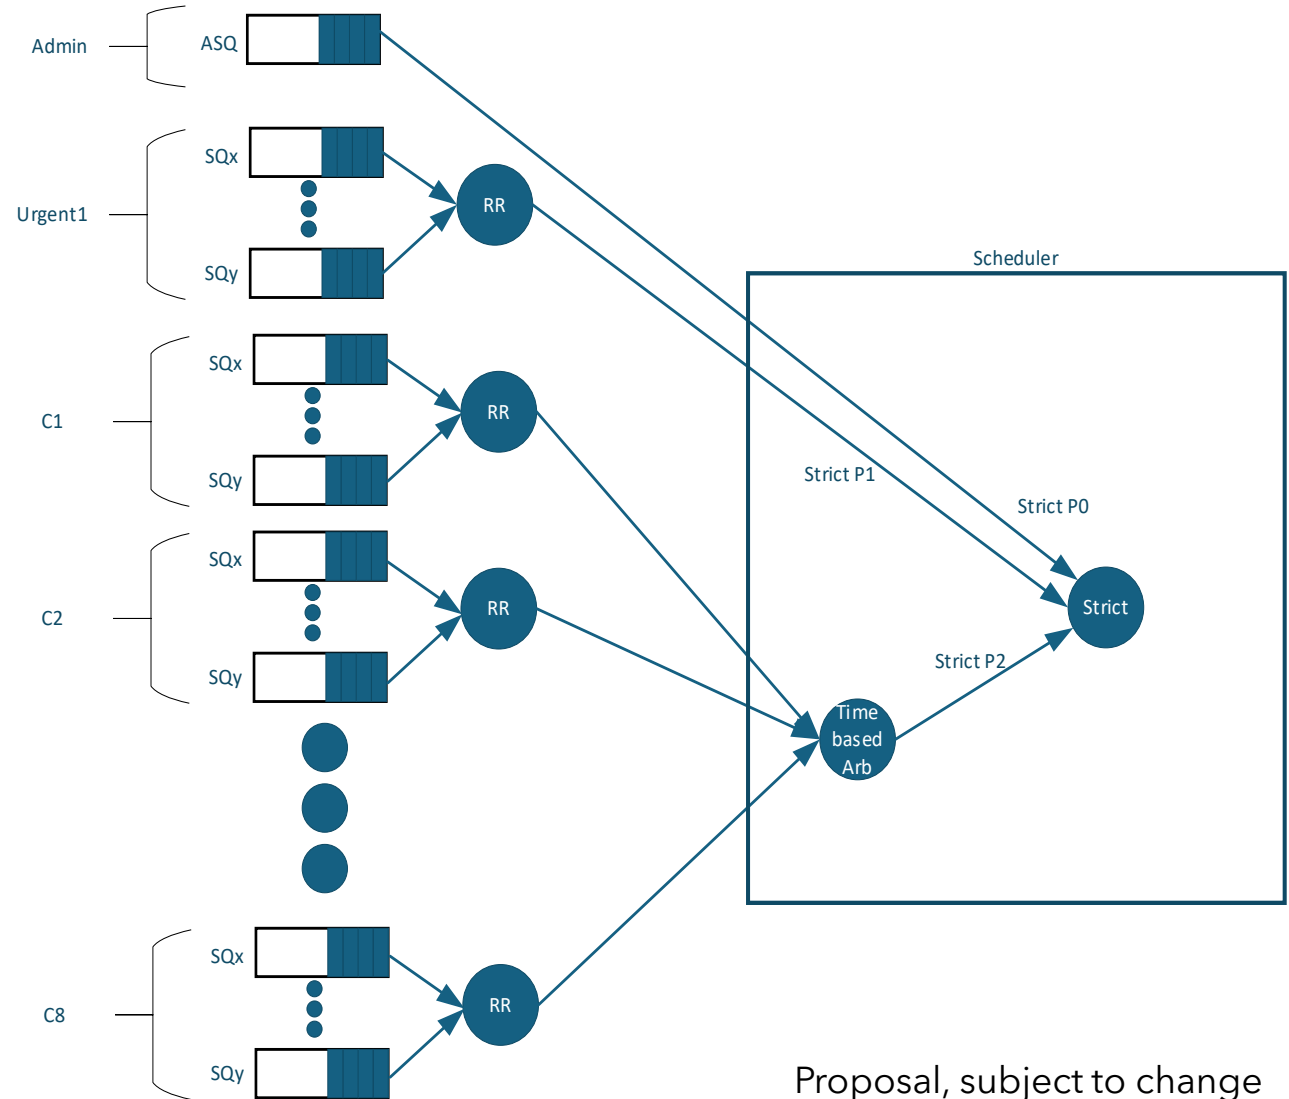 Admin
ASQ
Urgent1
SQx
SQy
RR
Scheduler
C1
SQx
SQy
RR
Strict P1
Strict P0
C2
SQx
SQy
RR
Strict
Strict P2
Time
based
Arb
C8
SQx
SQy
RR
Proposal, subject to change